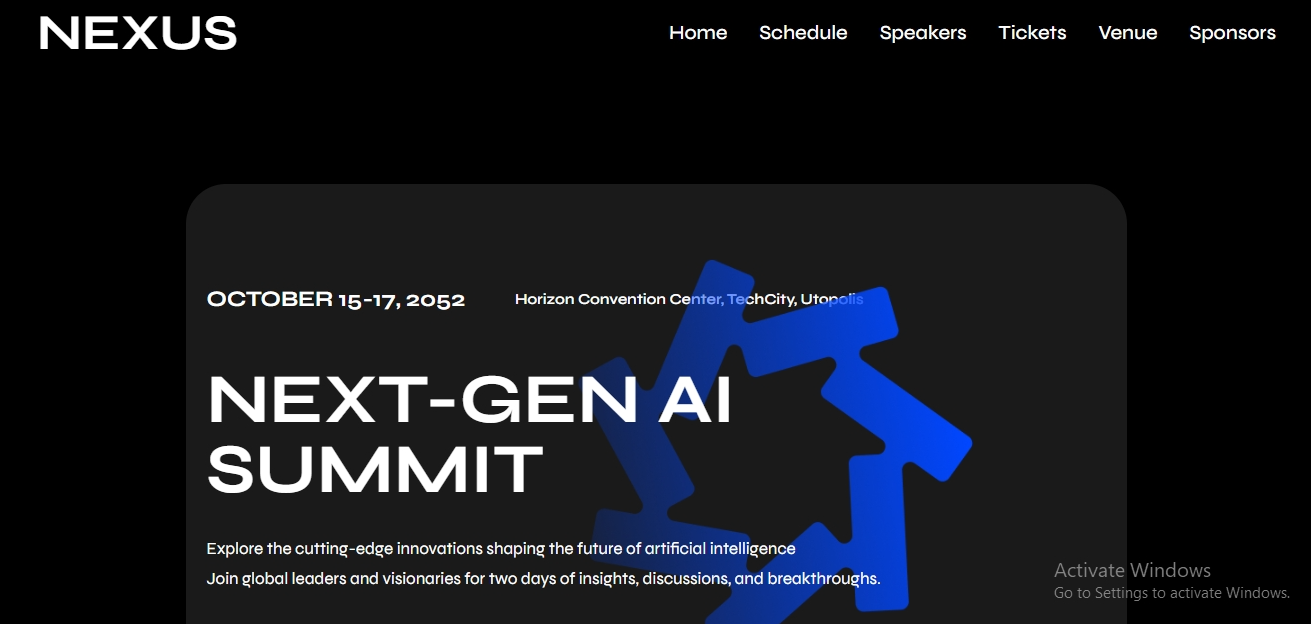 NEXUS
Home Schedule Speakers Tickets Venue Sponsors
OCTOBER 15-17, 2052
Horizon Convention Center, TechCity, Utopolis
NEXT-GEN AI
SUMMIT
Explore the cutting-edge innovations shaping the future of artificial intelligence
Join global leaders and visionaries for two days of insights, discussions, and breakthroughs.
Activate Windows
Go to Settings to activate Windows.